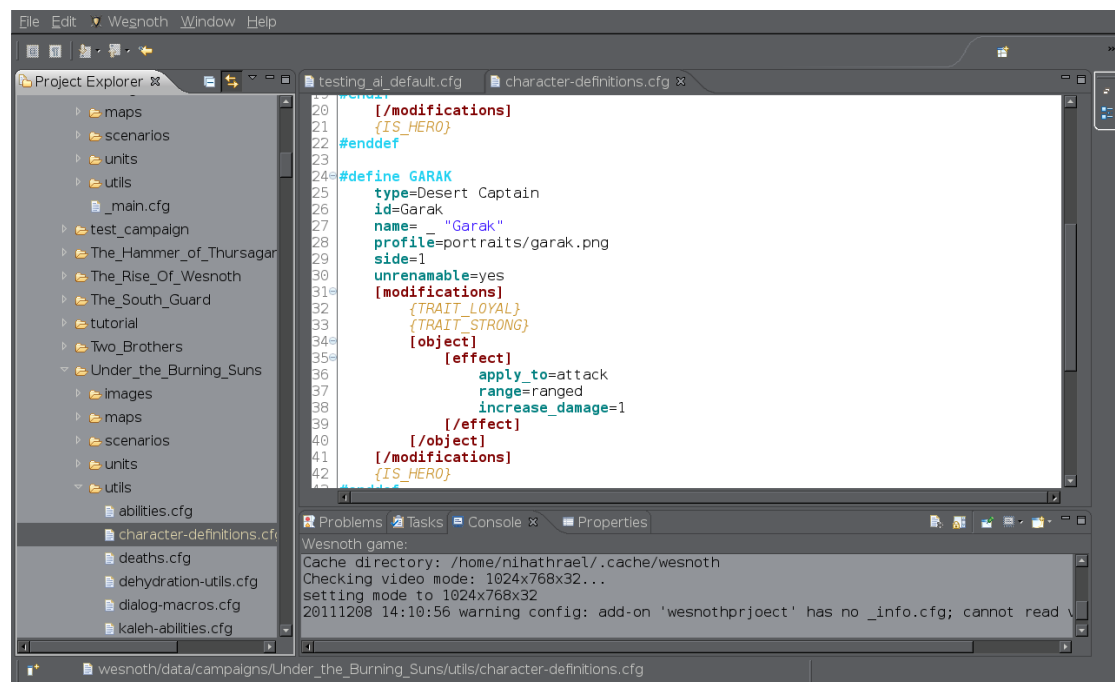 File Edit Wesnoth Window Help
Project Explorer
maps
scenarios
units
utils
_main.cfg
test_campaign
The_Hammer_of_Thursagan
The_Rise_Of_Wesnoth
The_South_Guard
tutorial
Two_Brothers
Under_the_Burning_Suns
images
maps
scenarios
units
utils
abilities.cfg
character-definitions.cfg
deaths.cfg
dehydration-utils.cfg
dialog-macros.cfg
kaleh-abilities.cfg
testing_ai_default.cfg character-definitions.cfg
19 #endif
20 [/modifications]
21 {IS_HERO}
22 #enddef
23
24 #define GARAK
25 type=Desert Captain
26 id=Garak
27 name= _ "Garak"
28 profile=portraits/garak.png
29 side=1
30 unrenamable=yes
31 [modifications]
32 {TRAIT_LOYAL}
33 {TRAIT_STRONG}
34 [object]
35 [effect]
36 apply_to=attack
37 range=ranged
38 increase_damage=1
39 [/effect]
40 [/object]
41 [/modifications]
42 {IS_HERO}
43 #enddef
Problems Tasks Console Properties
Wesnoth game:
Cache directory: /home/nihathrael/.cache/wesnoth
Checking video mode: 1024x768x32...
setting mode to 1024x768x32
20111208 14:10:56 warning config: add-on 'wesnothprjoect' has no _info.cfg; cannot read v
wesnoth/data/campaigns/Under_the_Burning_Suns/utils/character-definitions.cfg